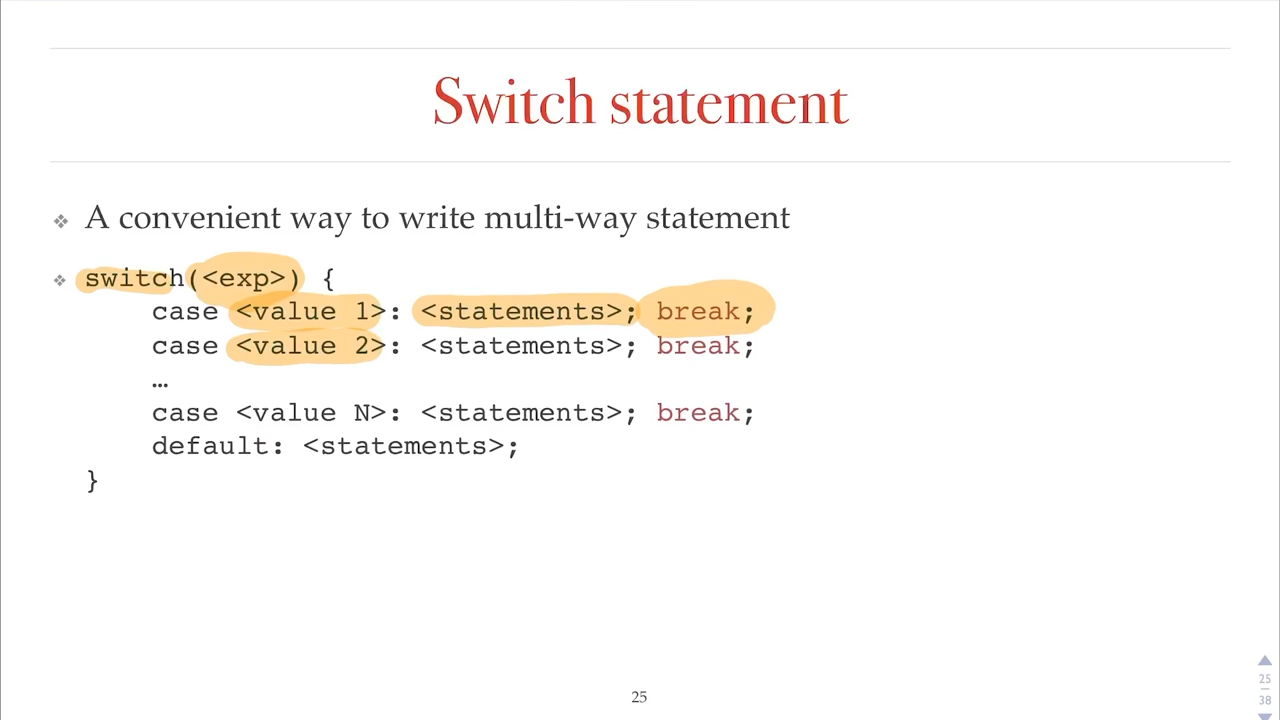 Switch statement
❖ A convenient way to write multi-way statement
❖ switch(<exp>) {
case <value 1>: <statements>; break;
case <value 2>: <statements>; break;
…
case <value N>: <statements>; break;
default: <statements>;
}
25
25
38